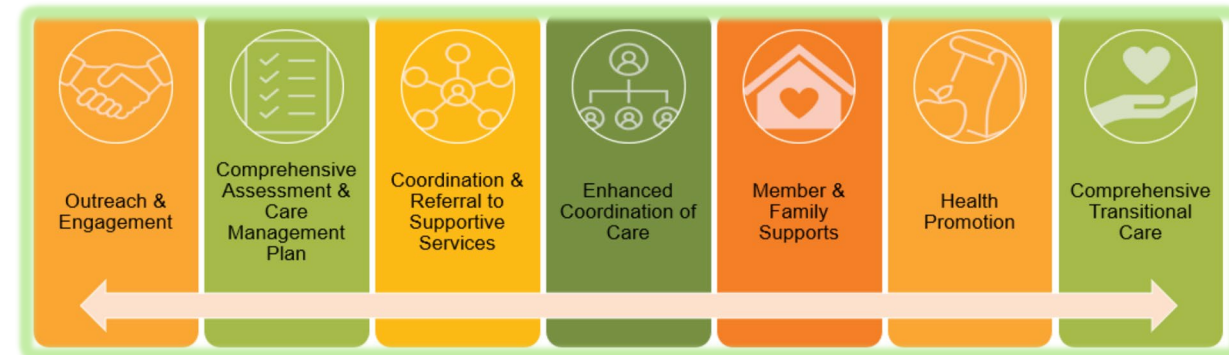 Outreach &
Engagement
Comprehensive
Assessment &
Care
Management
Plan
Coordination &
Referral to
Supportive
Services
Enhanced
Coordination of
Care
Member &
Family
Supports
Health
Promotion
Comprehensive
Transitional
Care